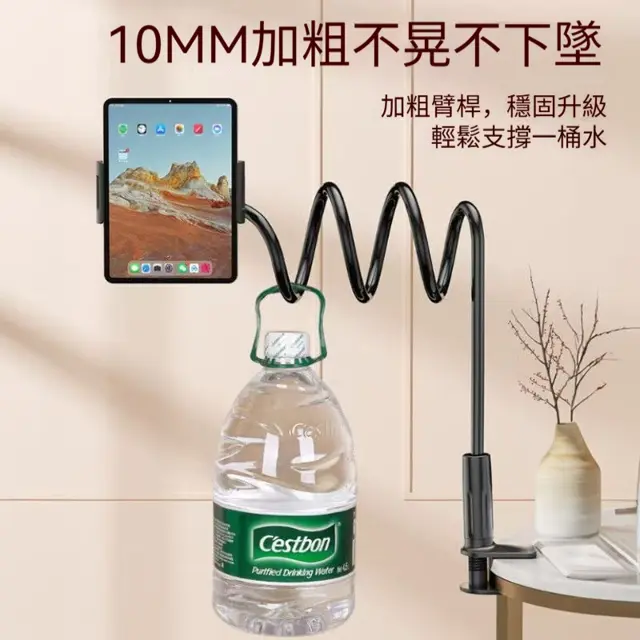 10MM加粗不晃不下墜
加粗臂桿，穩固升級
輕鬆支撐一桶水
C'estbon
Purified Drinking Water